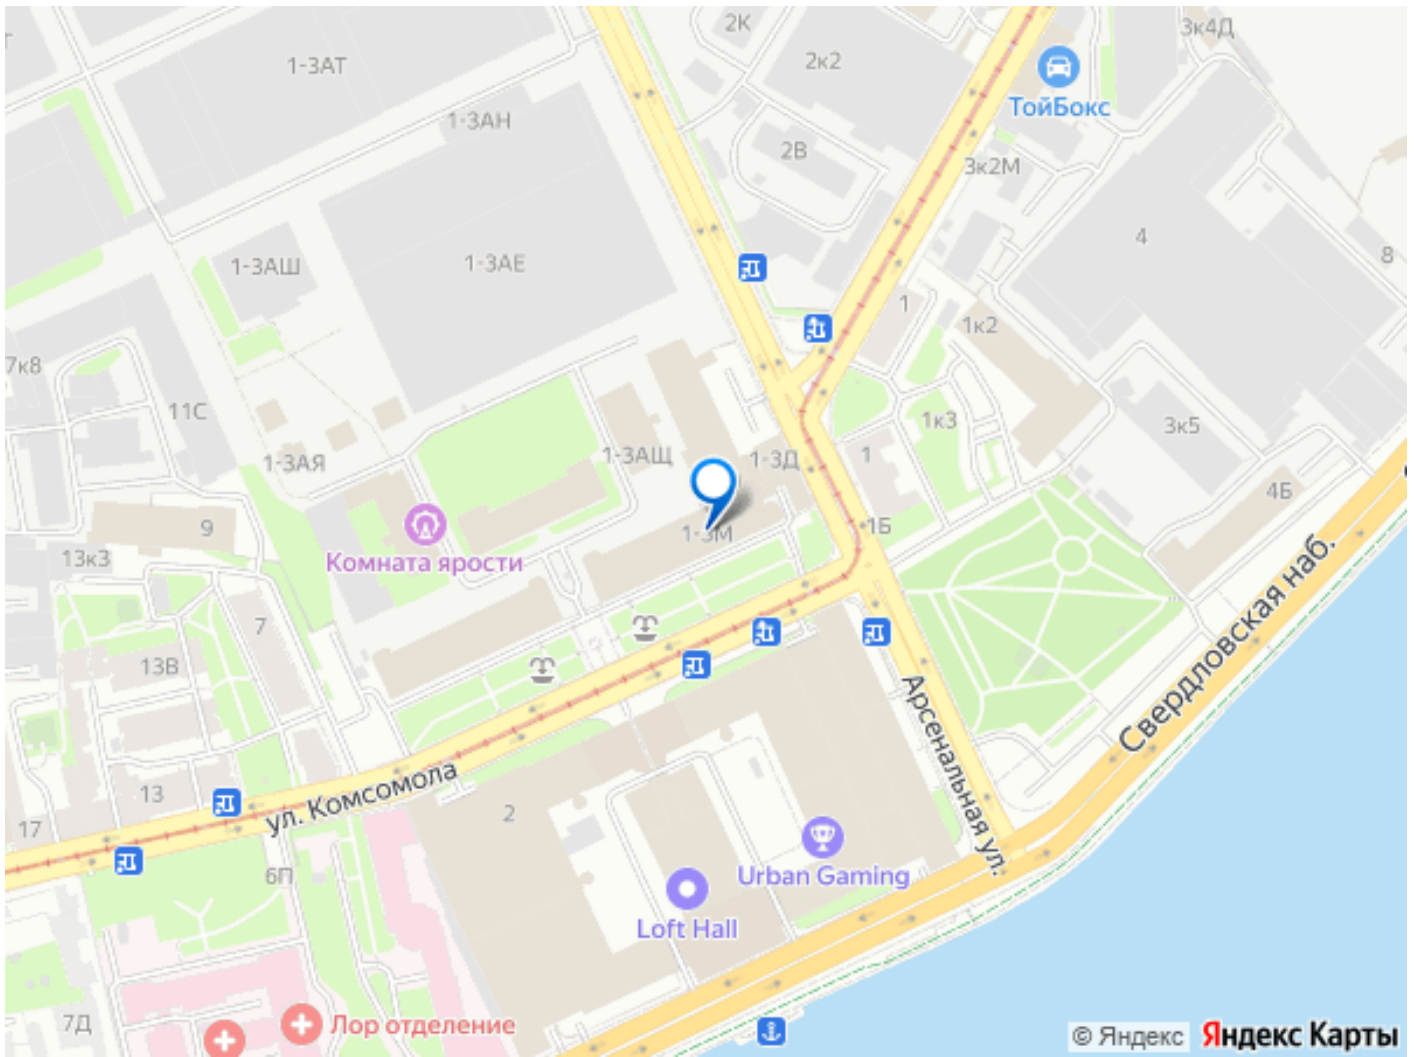 2К
3к4Д
1-3АТ
2к2
ТойБокс
1-3АН
2В
3к2М
4
8
1-3АШ
1-3АЕ
1
1к2
7к8
11С
1к3
3к5
1-3АЯ
1-3АЩ
1-3Д
1
4Б
9
1Б
1-3М
Комната ярости
13к3
7
13В
Свердловская наб.
Арсенальная ул.
ул. Комсомола
13
2
17
6П
Urban Gaming
Loft Hall
7Д
Лор отделение
© Яндекс Яндекс Карты